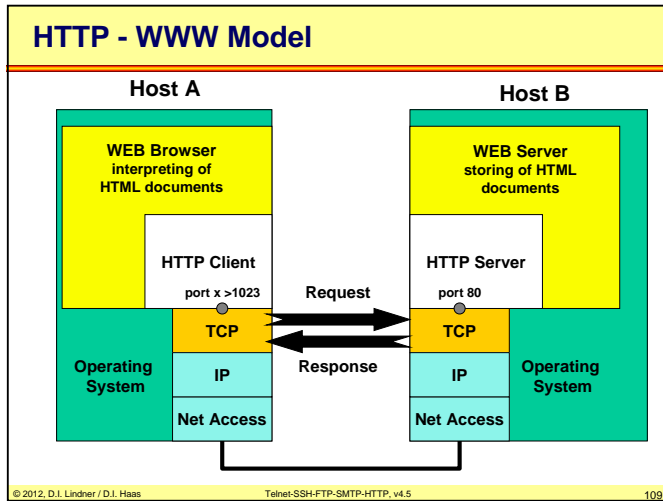 HTTP - WWW Model
Host A
Host B
WEB Browser
interpreting of
HTML documents
WEB Server
storing of HTML
documents
HTTP Client
HTTP Server
port x >1023
Request
port 80
TCP
TCP
Response
Operating
System
Operating
System
IP
IP
Net Access
Net Access
© 2012, D.I. Lindner / D.I. Haas
Telnet-SSH-FTP-SMTP-HTTP, v4.5
109